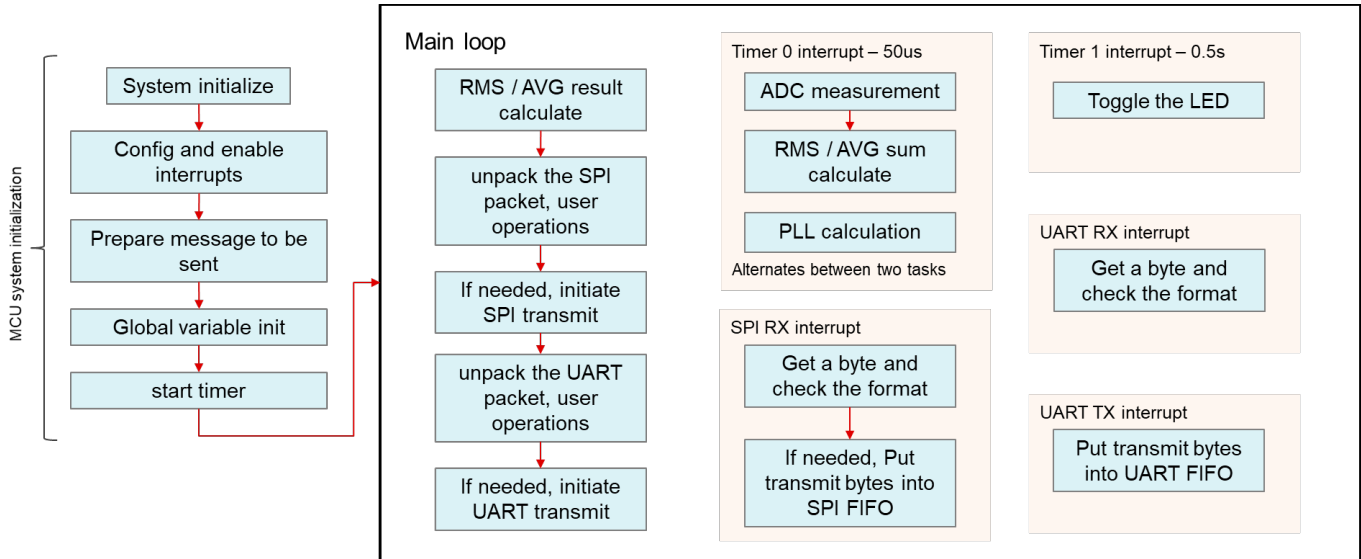 MCU system initialization
System initialize
Config and enable
interrupts
Prepare message to be
sent
Global variable init
start timer
Main loop
RMS / AVG result
calculate
unpack the SPI
packet, user
operations
If needed, initiate
SPI transmit
unpack the UART
packet, user
operations
If needed, initiate
UART transmit
Timer 0 interrupt – 50us
ADC measurement
RMS / AVG sum
calculate
PLL calculation
Alternates between two tasks
SPI RX interrupt
Get a byte and
check the format
If needed, Put
transmit bytes into
SPI FIFO
Timer 1 interrupt – 0.5s
Toggle the LED
UART RX interrupt
Get a byte and
check the format
UART TX interrupt
Put transmit bytes
into UART FIFO